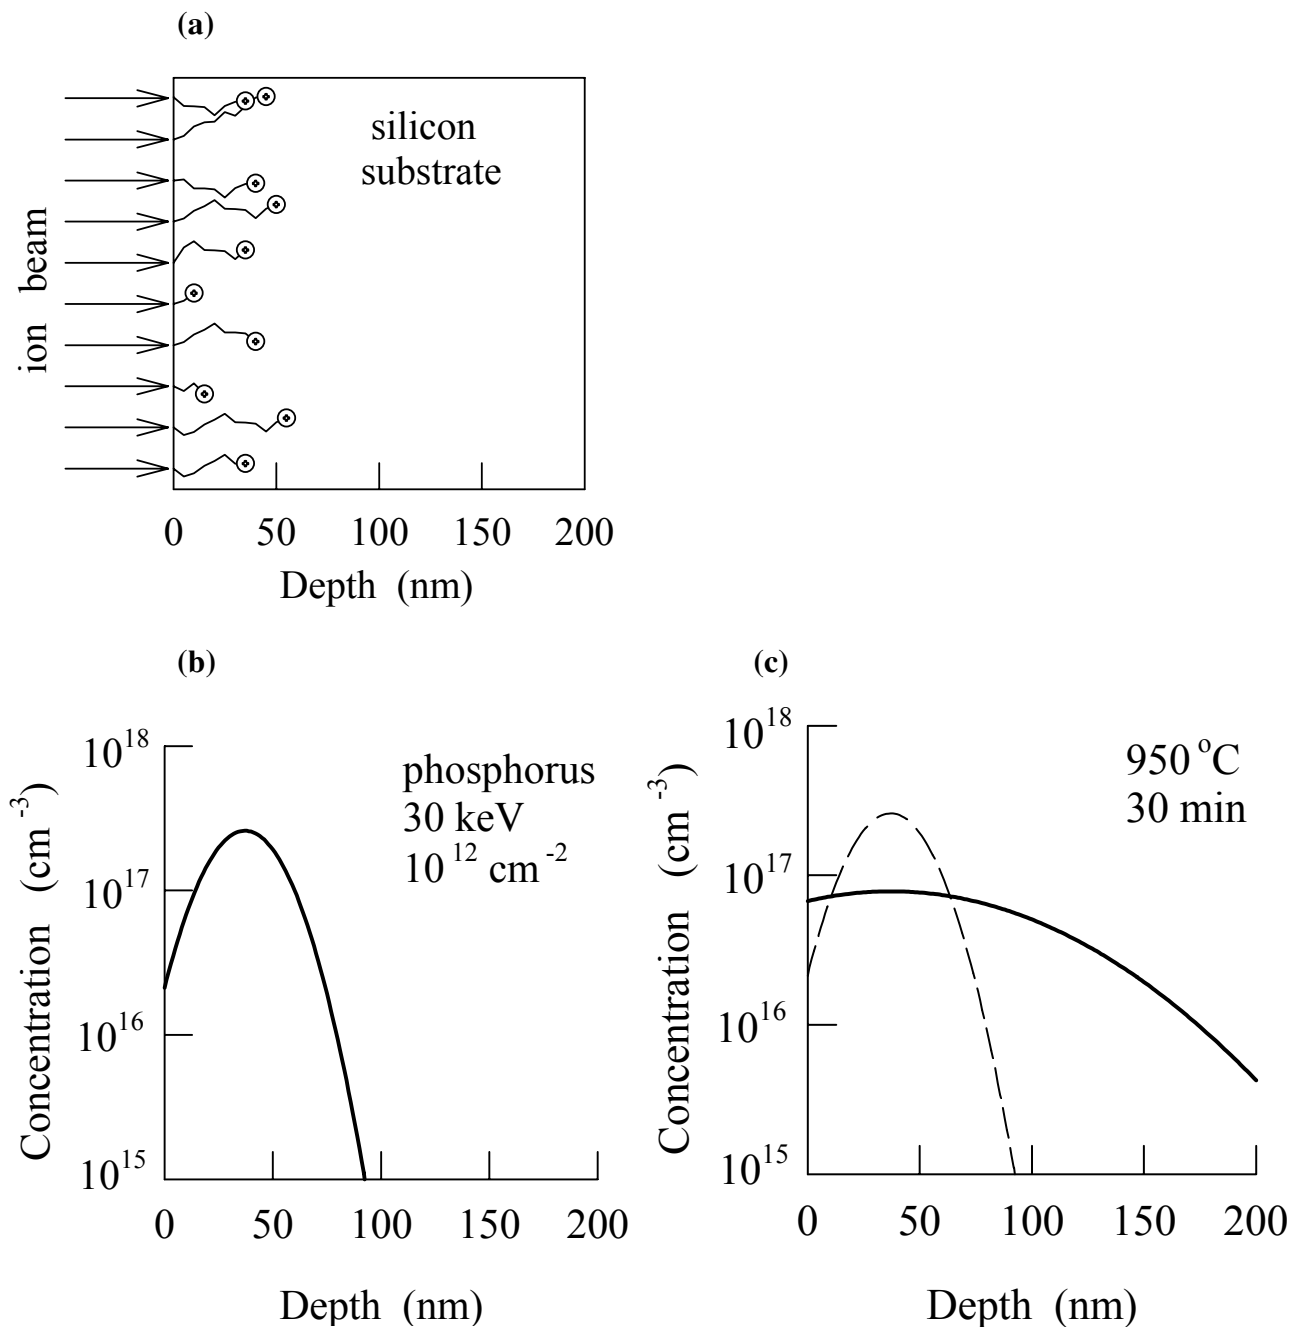 (a)
silicon
substrate
ion beam
0 50 100 150 200
Depth (nm)
(b)
10^18
10^17
10^16
10^15
Concentration (cm^-3)
phosphorus
30 keV
10^12 cm^-2
0 50 100 150 200
Depth (nm)
(c)
10^18
10^17
10^16
10^15
Concentration (cm^-3)
950 °C
30 min
0 50 100 150 200
Depth (nm)